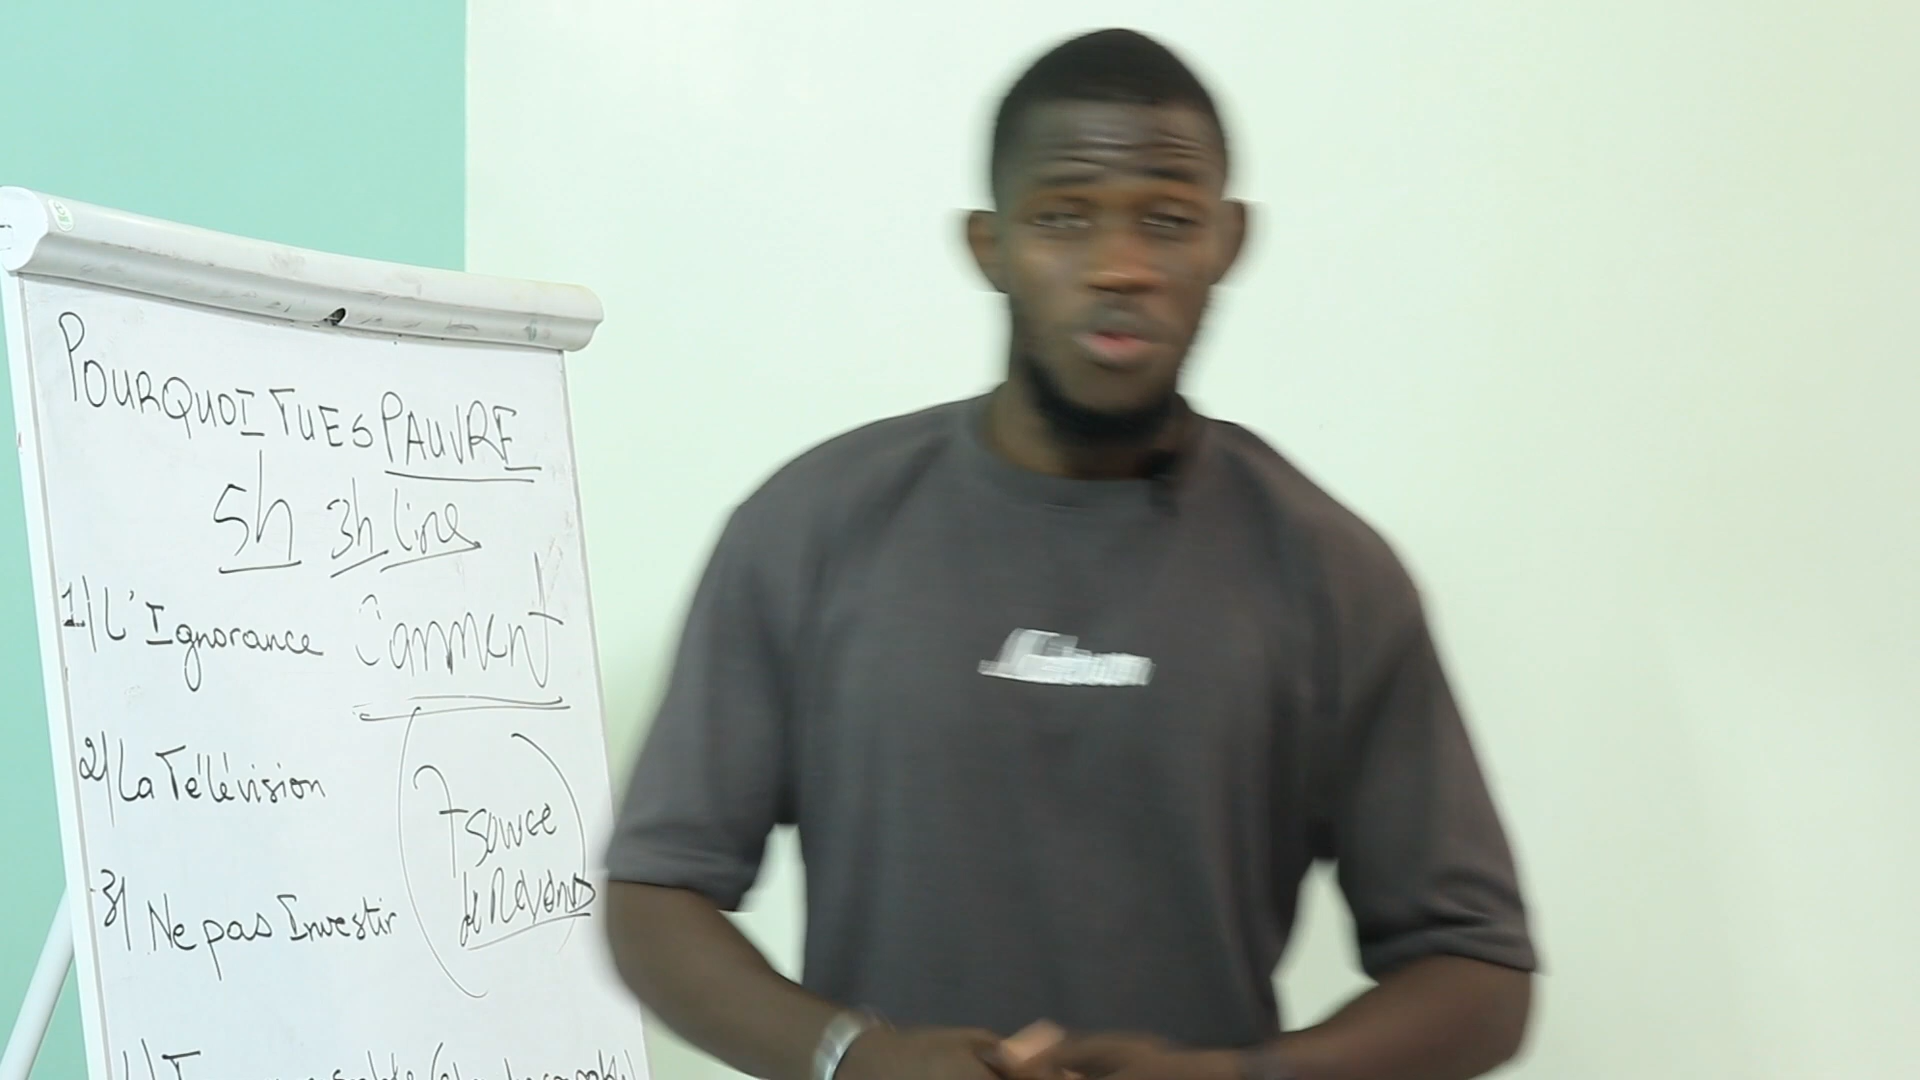 POURQUOI TU ES PAUVRE
5h 3h lire
1) L'Ignorance Comment
2) La Télévision
7 source
de Revenus
3) Ne pas Investir